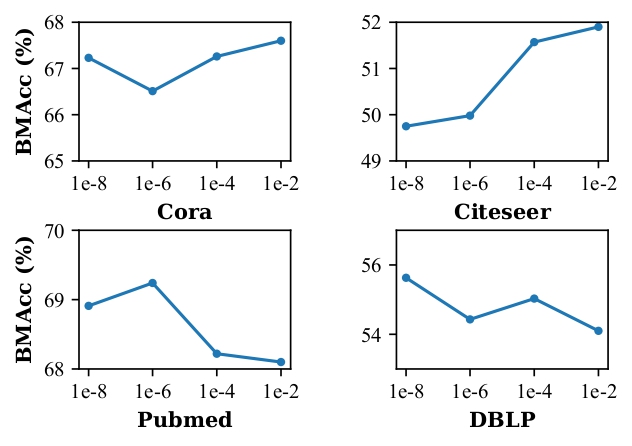 BMAcc (%)
68
67
66
65
1e-8 1e-6 1e-4 1e-2
Cora
52
51
50
49
1e-8 1e-6 1e-4 1e-2
Citeseer
BMAcc (%)
70
69
68
1e-8 1e-6 1e-4 1e-2
Pubmed
56
54
1e-8 1e-6 1e-4 1e-2
DBLP